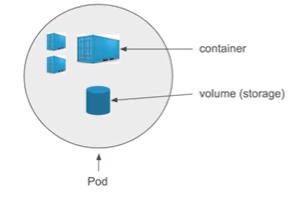 container
volume (storage)
Pod